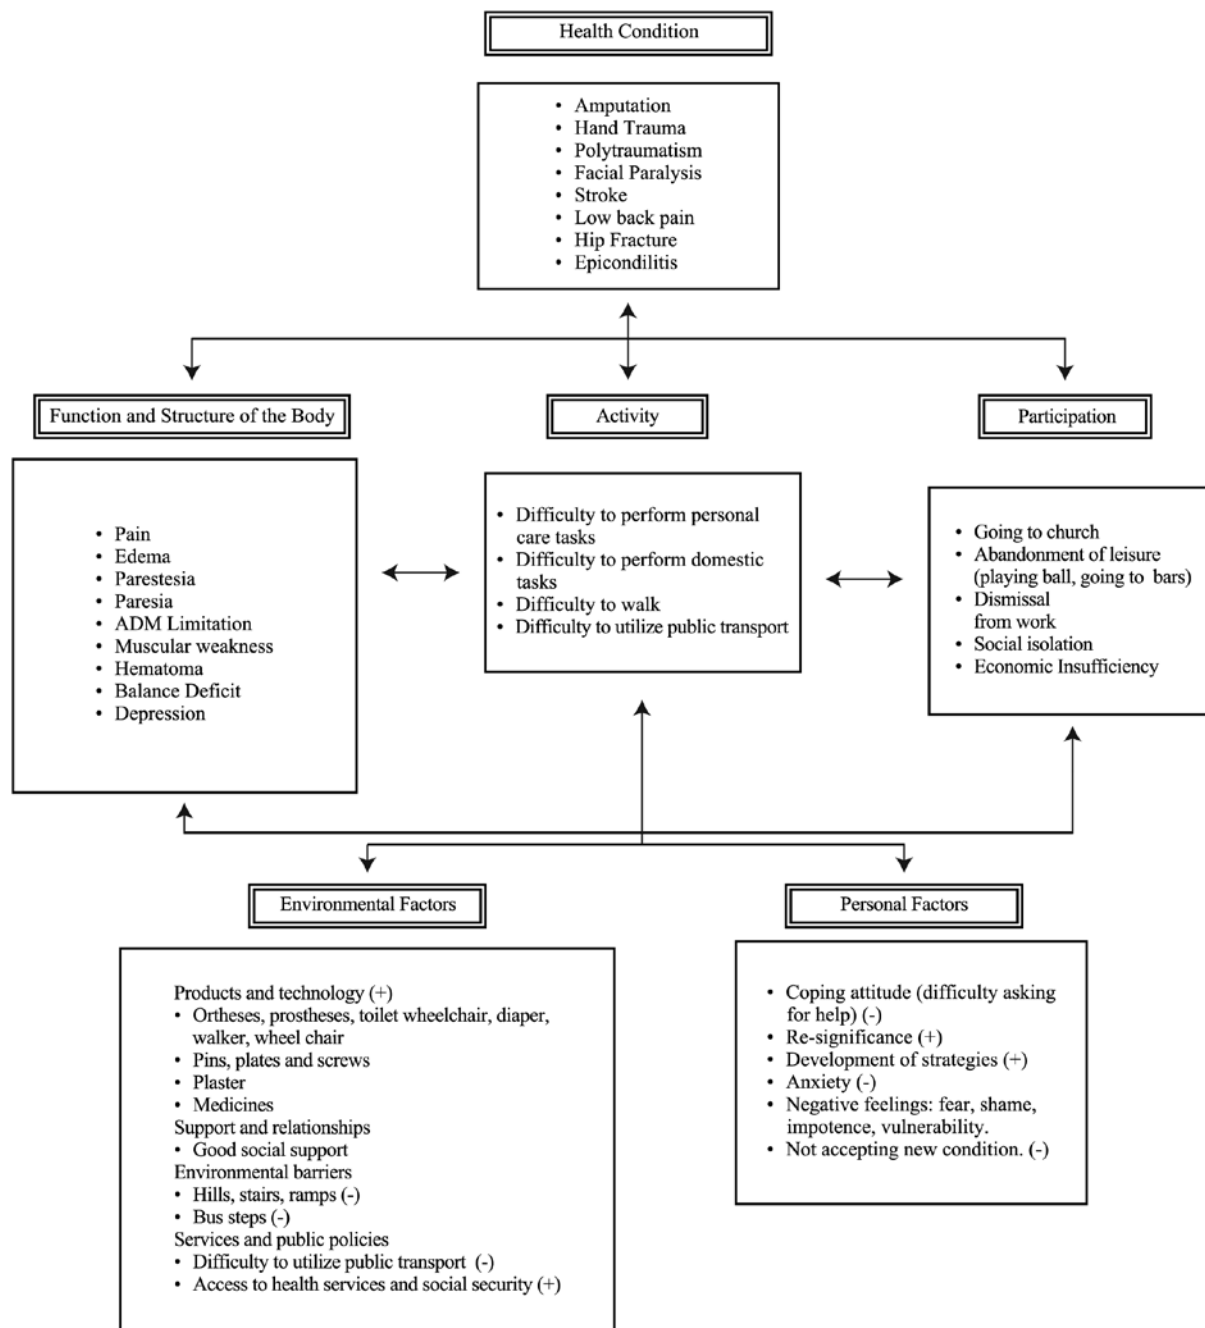 Health Condition
• Amputation
• Hand Trauma
• Polytraumatism
• Facial Paralysis
• Stroke
• Low back pain
• Hip Fracture
• Epicondilitis
Function and Structure of the Body
• Pain
• Edema
• Parestesia
• Paresia
• ADM Limitation
• Muscular weakness
• Hematoma
• Balance Deficit
• Depression
Activity
• Difficulty to perform personal
care tasks
• Difficulty to perform domestic
tasks
• Difficulty to walk
• Difficulty to utilize public transport
Participation
• Going to church
• Abandonment of leisure
(playing ball, going to bars)
• Dismissal
from work
• Social isolation
• Economic Insufficiency
Environmental Factors
Products and technology (+)
• Ortheses, prostheses, toilet wheelchair, diaper,
walker, wheel chair
• Pins, plates and screws
• Plaster
• Medicines
Support and relationships
• Good social support
Environmental barriers
• Hills, stairs, ramps (-)
• Bus steps (-)
Services and public policies
• Difficulty to utilize public transport (-)
• Access to health services and social security (+)
Personal Factors
• Coping attitude (difficulty asking
for help) (-)
• Re-significance (+)
• Development of strategies (+)
• Anxiety (-)
• Negative feelings: fear, shame,
impotence, vulnerability.
• Not accepting new condition. (-)